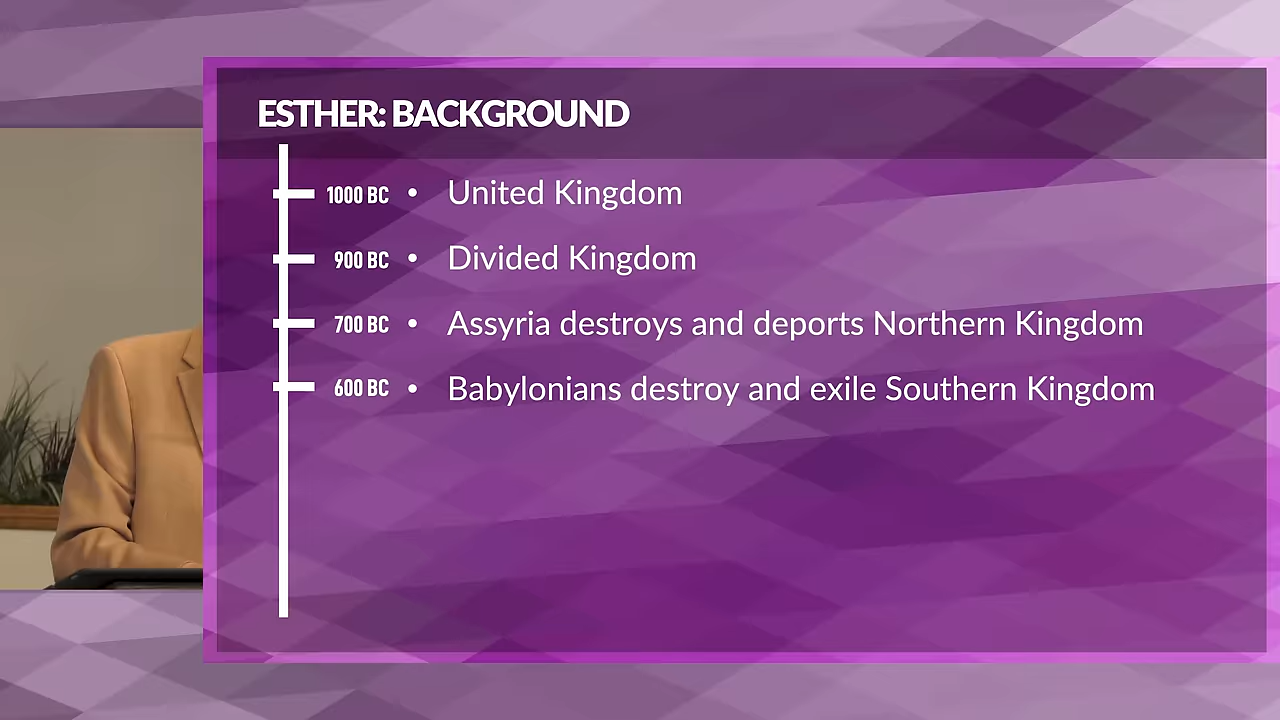 ESTHER: BACKGROUND
1000 BC • United Kingdom
900 BC • Divided Kingdom
700 BC • Assyria destroys and deports Northern Kingdom
600 BC • Babylonians destroy and exile Southern Kingdom